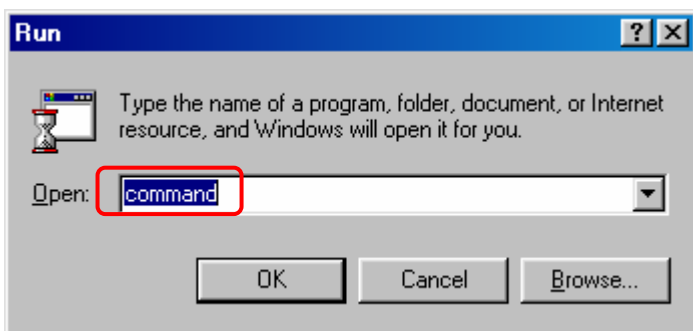 Run
Type the name of a program, folder, document, or Internet
resource, and Windows will open it for you.
Open: command
OK Cancel Browse...